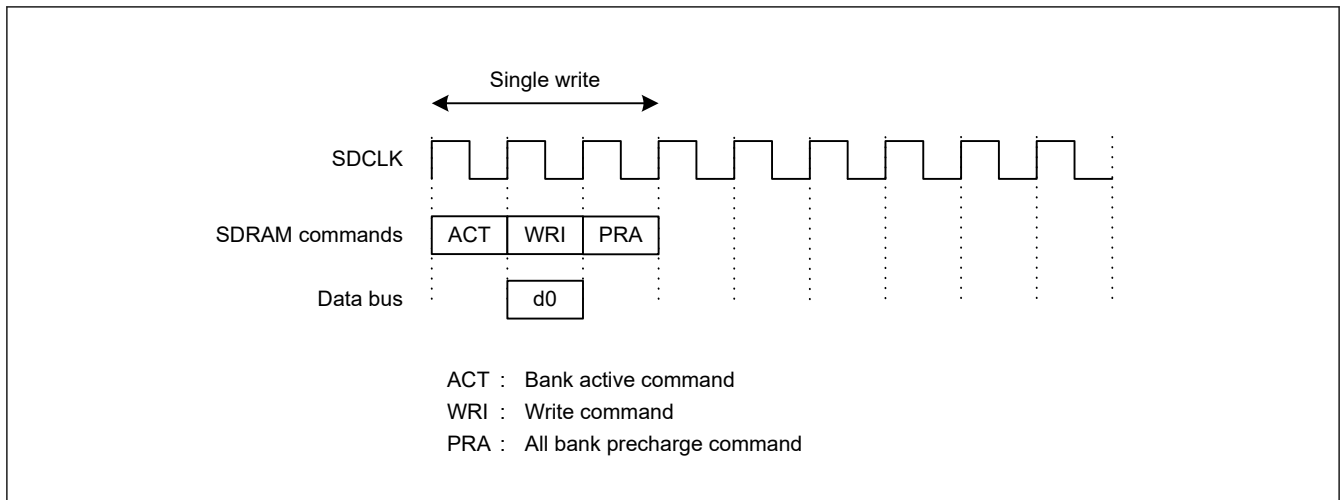 Single write
SDCLK
SDRAM commands ACT WRI PRA
Data bus d0
ACT : Bank active command
WRI : Write command
PRA : All bank precharge command